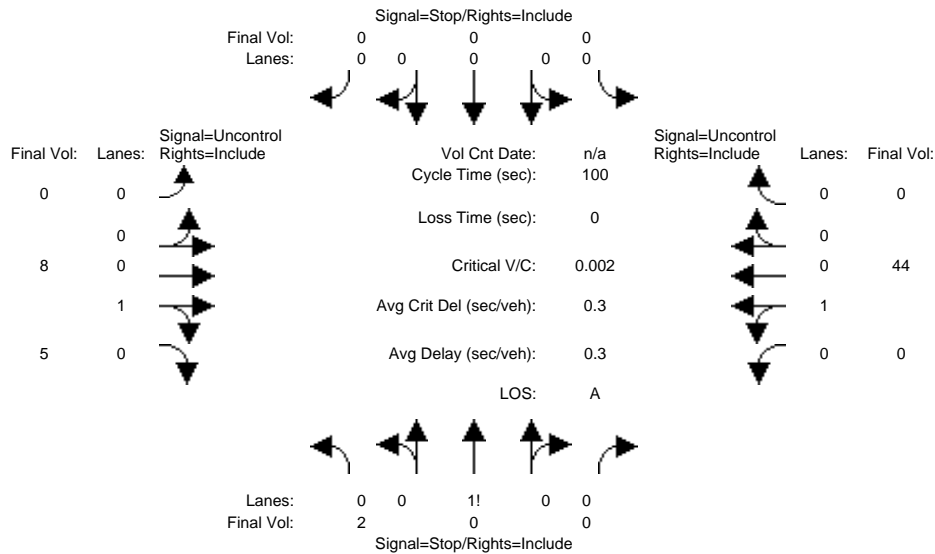 Signal=Stop/Rights=Include
Final Vol: 0 0 0
Lanes: 0 0 0 0 0
Signal=Uncontrol
Final Vol: Lanes: Rights=Include
Vol Cnt Date: n/a
Signal=Uncontrol
Rights=Include Lanes: Final Vol:
Cycle Time (sec): 100
0 0
0 0
Loss Time (sec): 0
0
0
8 0
Critical V/C: 0.002
0 44
1
Avg Crit Del (sec/veh): 0.3
1
5 0
Avg Delay (sec/veh): 0.3
0 0
LOS: A
Lanes: 0 0 1! 0 0
Final Vol: 2 0 0
Signal=Stop/Rights=Include